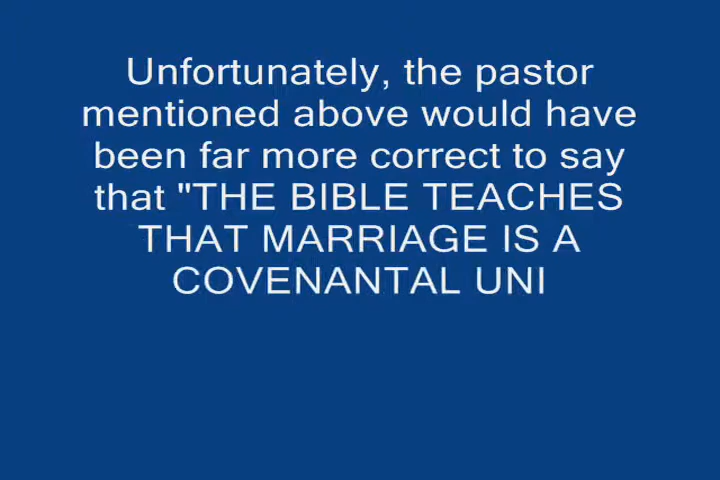 Unfortunately, the pastor
mentioned above would have
been far more correct to say
that "THE BIBLE TEACHES
THAT MARRIAGE IS A
COVENANTAL UNI